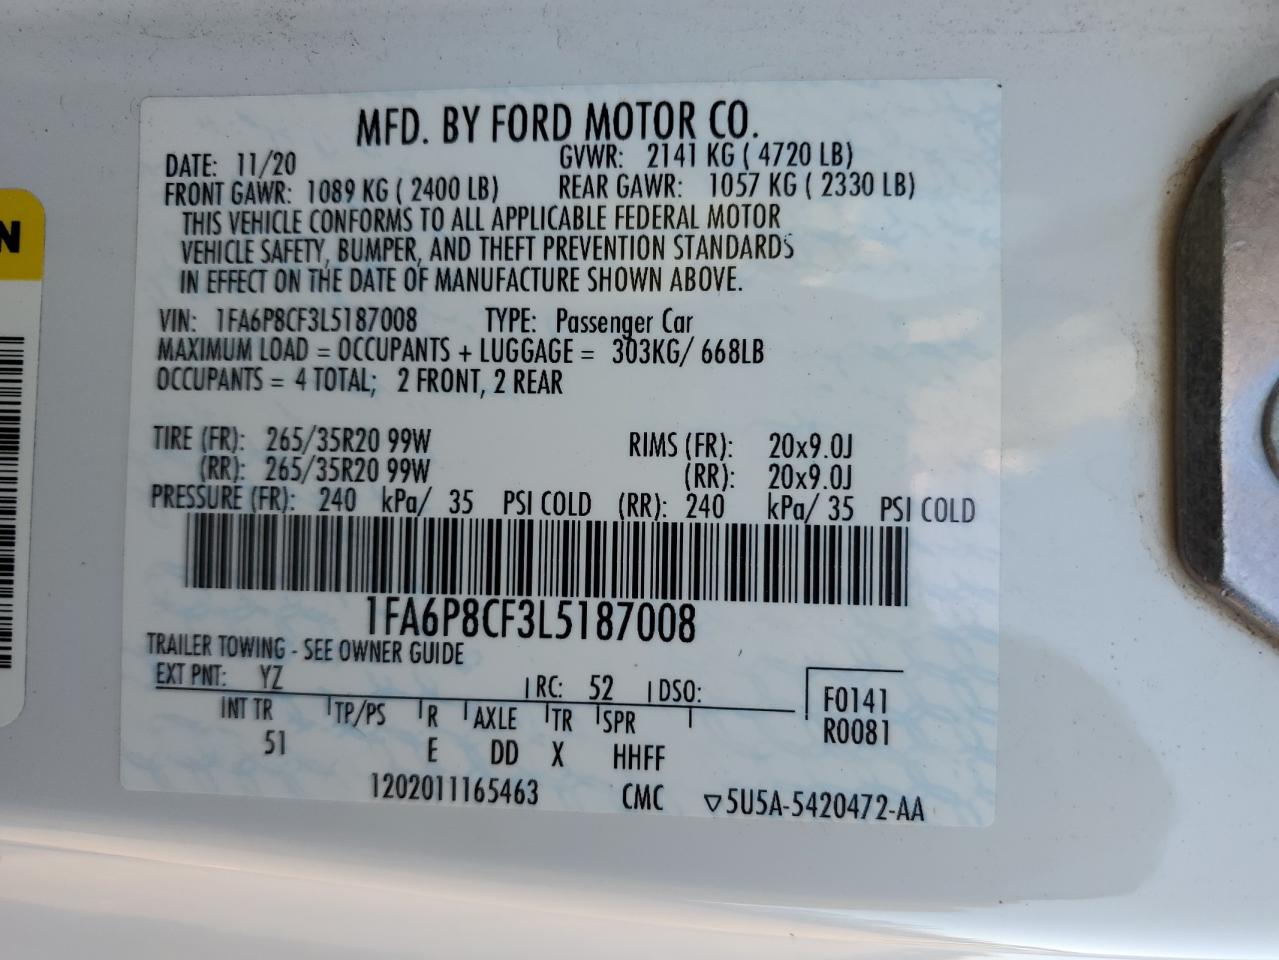 MFD. BY FORD MOTOR CO.
DATE: 11/20 GVWR: 2141 KG ( 4720 LB)
FRONT GAWR: 1089 KG ( 2400 LB) REAR GAWR: 1057 KG ( 2330 LB)
THIS VEHICLE CONFORMS TO ALL APPLICABLE FEDERAL MOTOR
VEHICLE SAFETY, BUMPER, AND THEFT PREVENTION STANDARDS
IN EFFECT ON THE DATE OF MANUFACTURE SHOWN ABOVE.
VIN: 1FA6P8CF3L5187008 TYPE: Passenger Car
MAXIMUM LOAD = OCCUPANTS + LUGGAGE = 303KG/ 668LB
OCCUPANTS = 4 TOTAL; 2 FRONT, 2 REAR
TIRE (FR): 265/35R20 99W RIMS (FR): 20x9.0J
(RR): 265/35R20 99W (RR): 20x9.0J
PRESSURE (FR): 240 kPa/ 35 PSI COLD (RR): 240 kPa/ 35 PSI COLD
1FA6P8CF3L5187008
TRAILER TOWING - SEE OWNER GUIDE
EXT PNT: YZ RC: 52 DSO: F0141
INT TR TP/PS R AXLE TR SPR R0081
51 E DD X HHFF
1202011165463 CMC ▽5U5A-5420472-AA
N